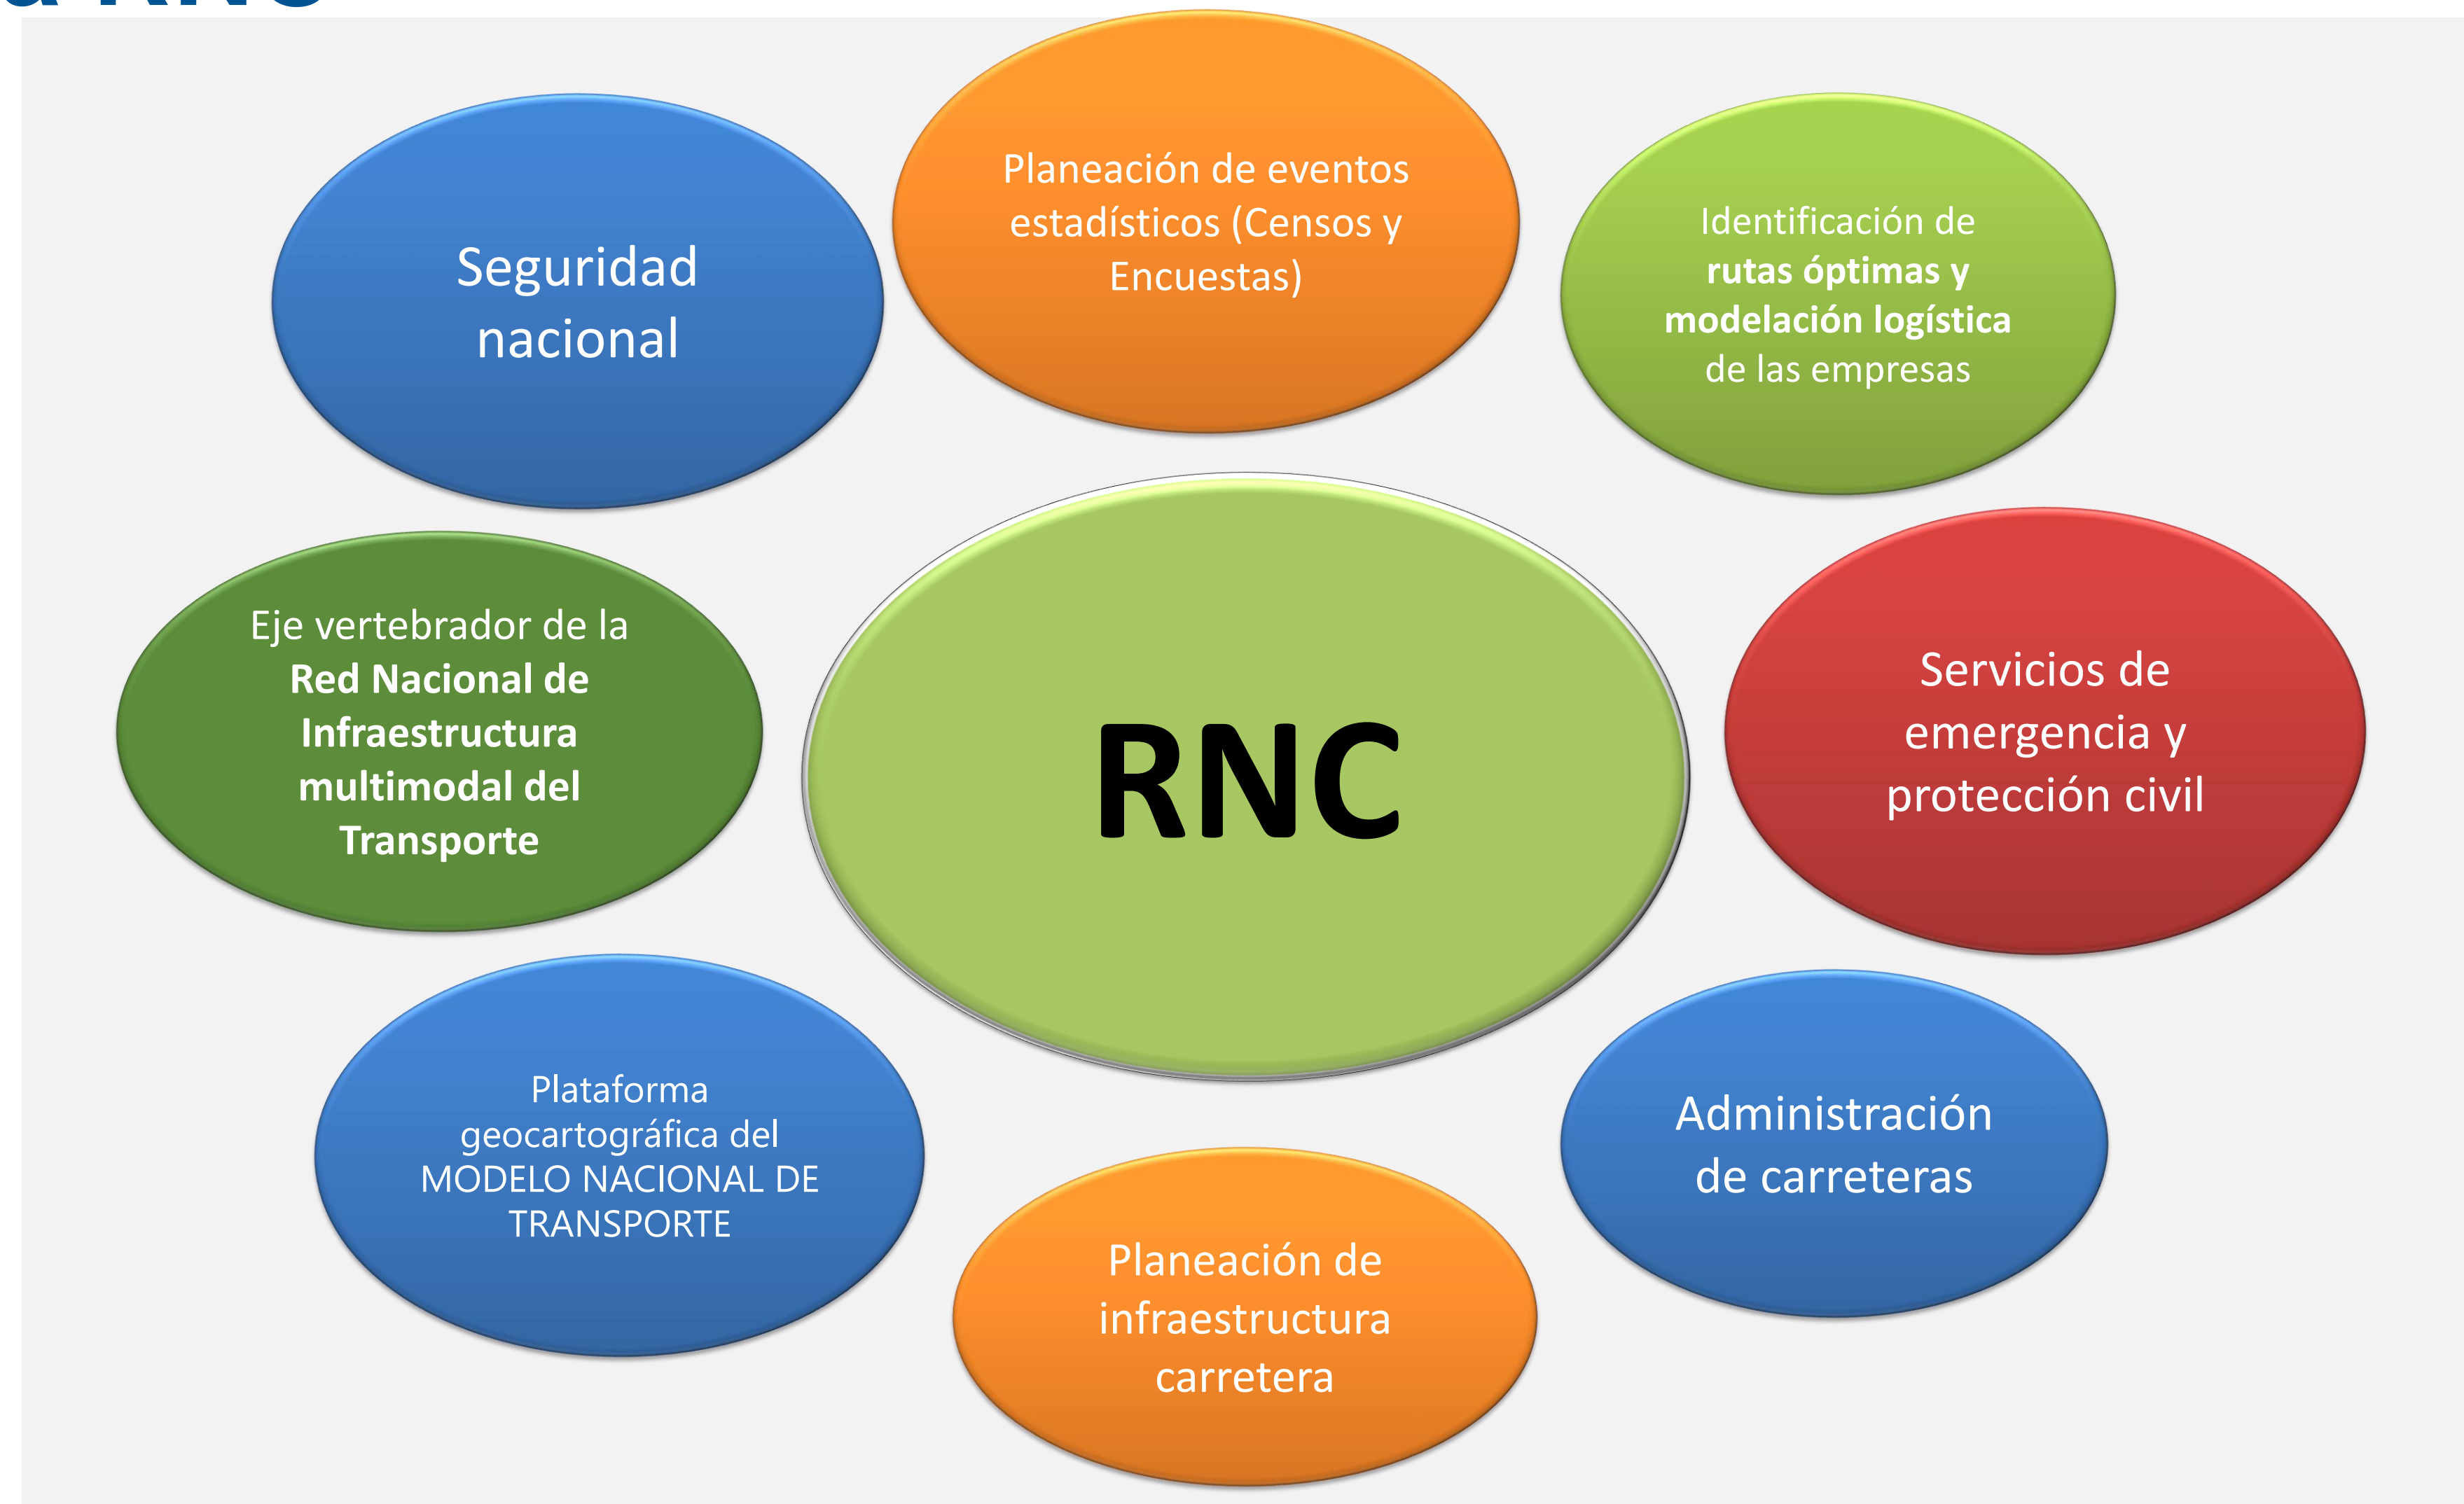 a RNC
Seguridad
nacional
Planeación de eventos
estadísticos (Censos y
Encuestas)
Identificación de
rutas óptimas y
modelación logística
de las empresas
Eje vertebrador de la
Red Nacional de
Infraestructura
multimodal del
Transporte
RNC
Servicios de
emergencia y
protección civil
Plataforma
geocartográfica del
MODELO NACIONAL DE
TRANSPORTE
Planeación de
infraestructura
carretera
Administración
de carreteras